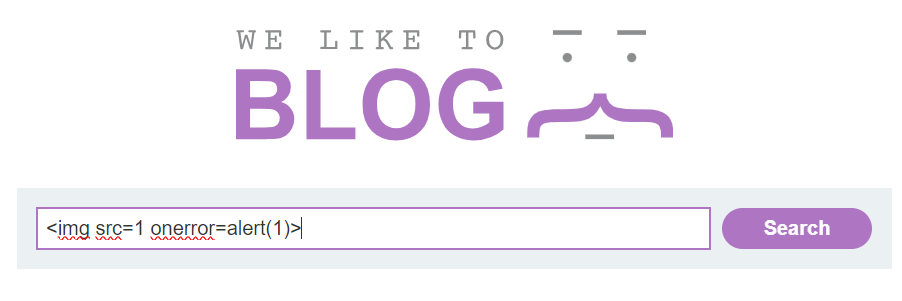 WE LIKE TO
BLOG
<img src=1 onerror=alert(1)>
Search